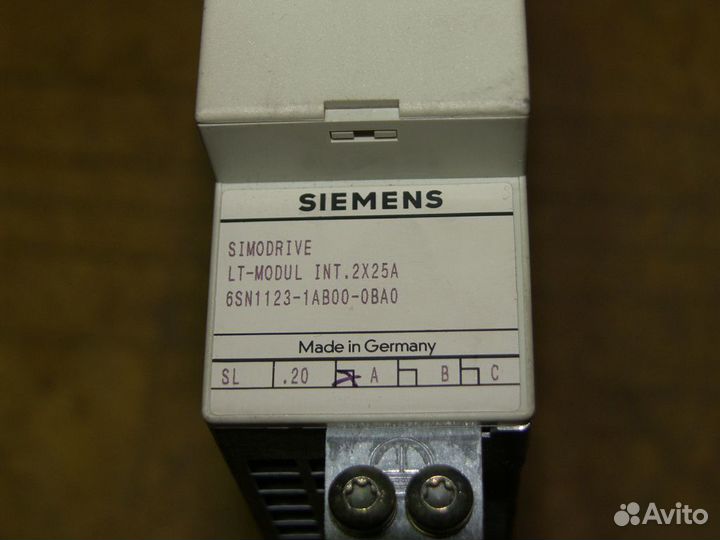 SIEMENS
SIMODRIVE
LT-MODUL INT.2X25A
6SN1123-1AB00-0BA0
Made in Germany
SL .20 A B C
Avito